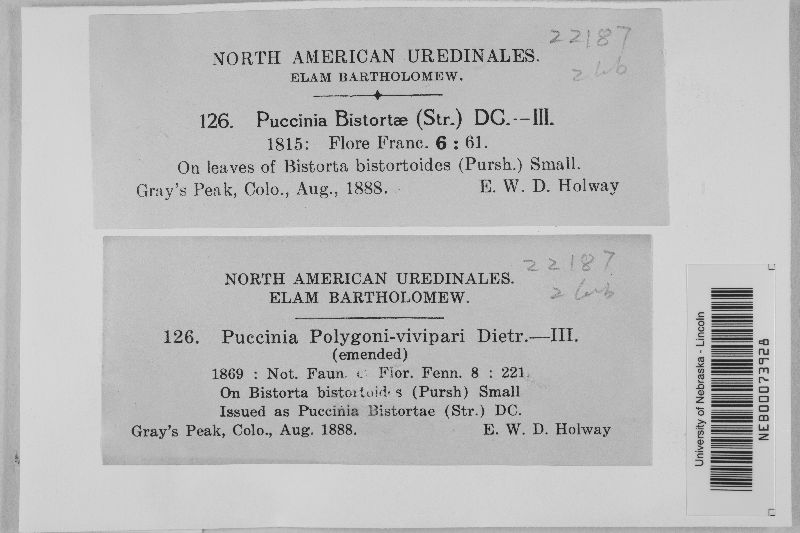 22187
NORTH AMERICAN UREDINALES.
ELAM BARTHOLOMEW.
126. Puccinia Bistortæ (Str.) DC.—III.
1815: Flore Franc. 6 : 61.
On leaves of Bistorta bistortoides (Pursh.) Small.
Gray's Peak, Colo., Aug., 1888. E. W. D. Holway
22187
NORTH AMERICAN UREDINALES.
ELAM BARTHOLOMEW.
126. Puccinia Polygoni-vivipari Dietr.—III.
(emended)
1869 : Not. Faun. Flor. Fenn. 8 : 221.
On Bistorta bistortoides (Pursh) Small
Issued as Puccinia Bistortae (Str.) DC.
Gray's Peak, Colo., Aug. 1888. E. W. D. Holway
University of Nebraska - Lincoln
NEB00073928